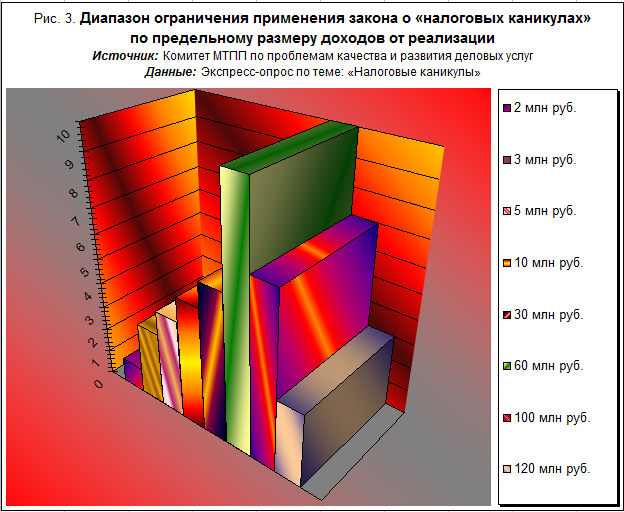 Рис. 3. Диапазон ограничения применения закона о «налоговых каникулах»
по предельному размеру доходов от реализации
Источник: Комитет МТПП по проблемам качества и развития деловых услуг
Данные: Экспресс-опрос по теме: «Налоговые каникулы»
10
9
8
7
6
5
4
3
2
1
0
2 млн руб.
3 млн руб.
5 млн руб.
10 млн руб.
30 млн руб.
60 млн руб.
100 млн руб.
120 млн руб.